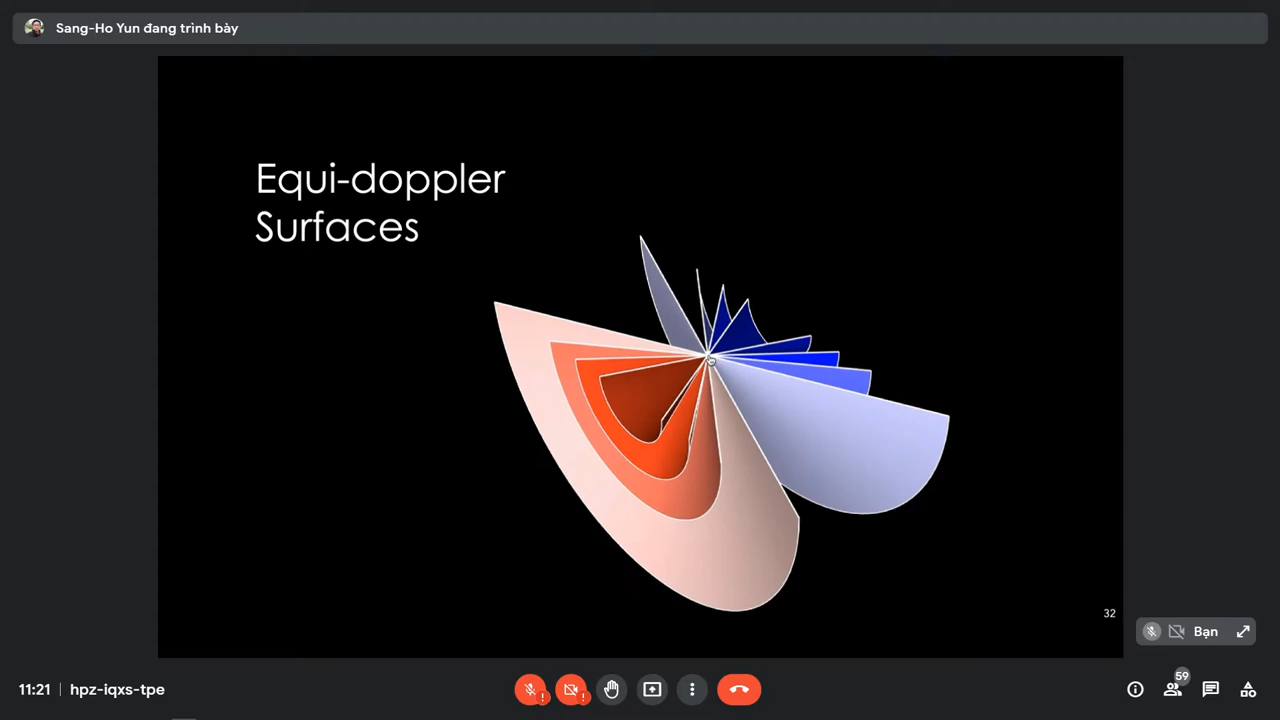 Sang-Ho Yun đang trình bày
Equi-doppler
Surfaces
32
Bạn
11:21
hpz-iqxs-tpe
59